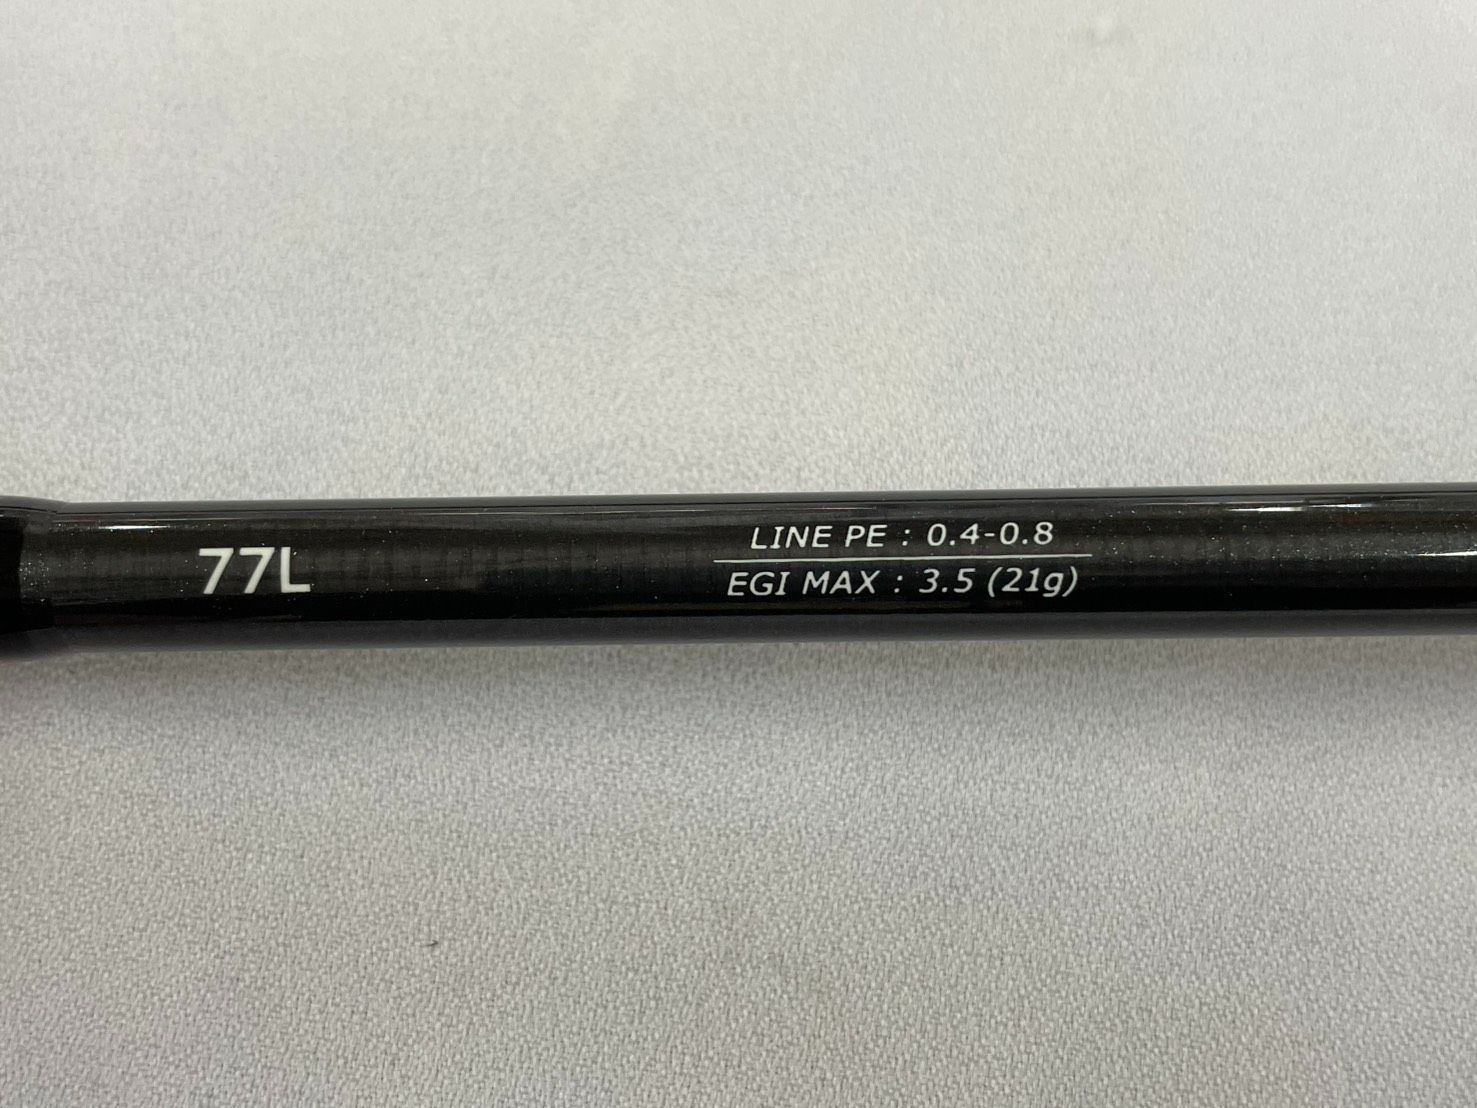 77L
LINE PE : 0.4-0.8
EGI MAX : 3.5 (21g)